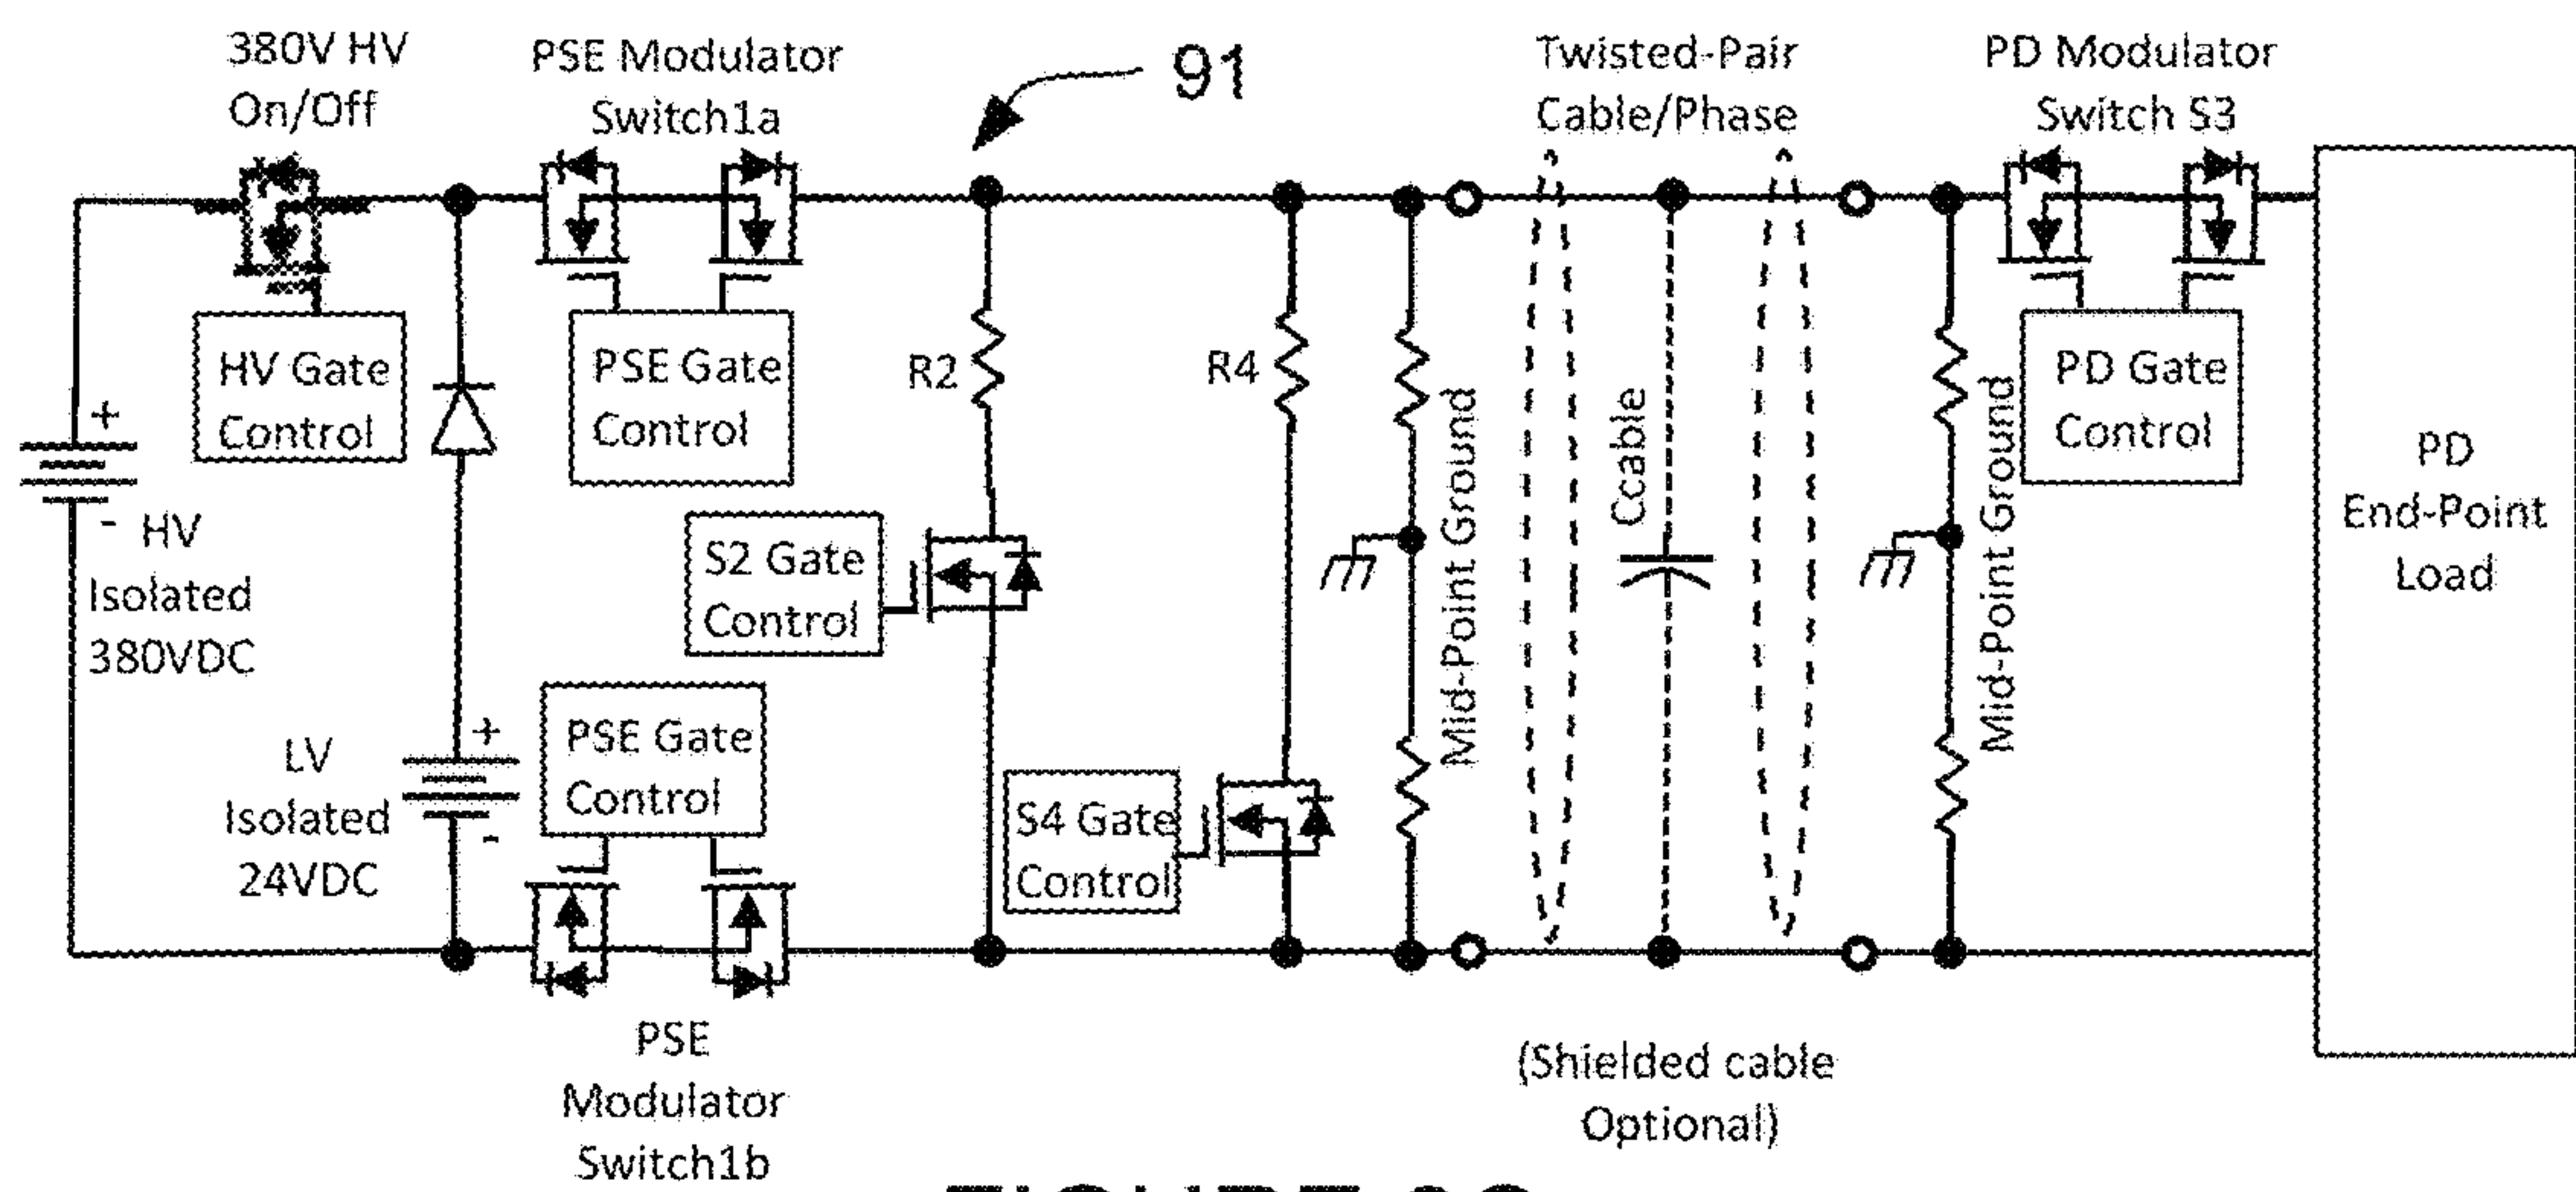 380V HV
On/Off
PSE Modulator
Switch1a
91
Twisted-Pair
Cable/Phase
PD Modulator
Switch S3
HV Gate
Control
PSE Gate
Control
R2
R4
Mid-Point Ground
Ccable
Mid-Point Ground
PD Gate
Control
PD
End-Point
Load
+
-
HV
Isolated
380VDC
S2 Gate
Control
LV
Isolated
24VDC
+
-
PSE Gate
Control
S4 Gate
Control
PSE
Modulator
Switch1b
(Shielded cable
Optional)